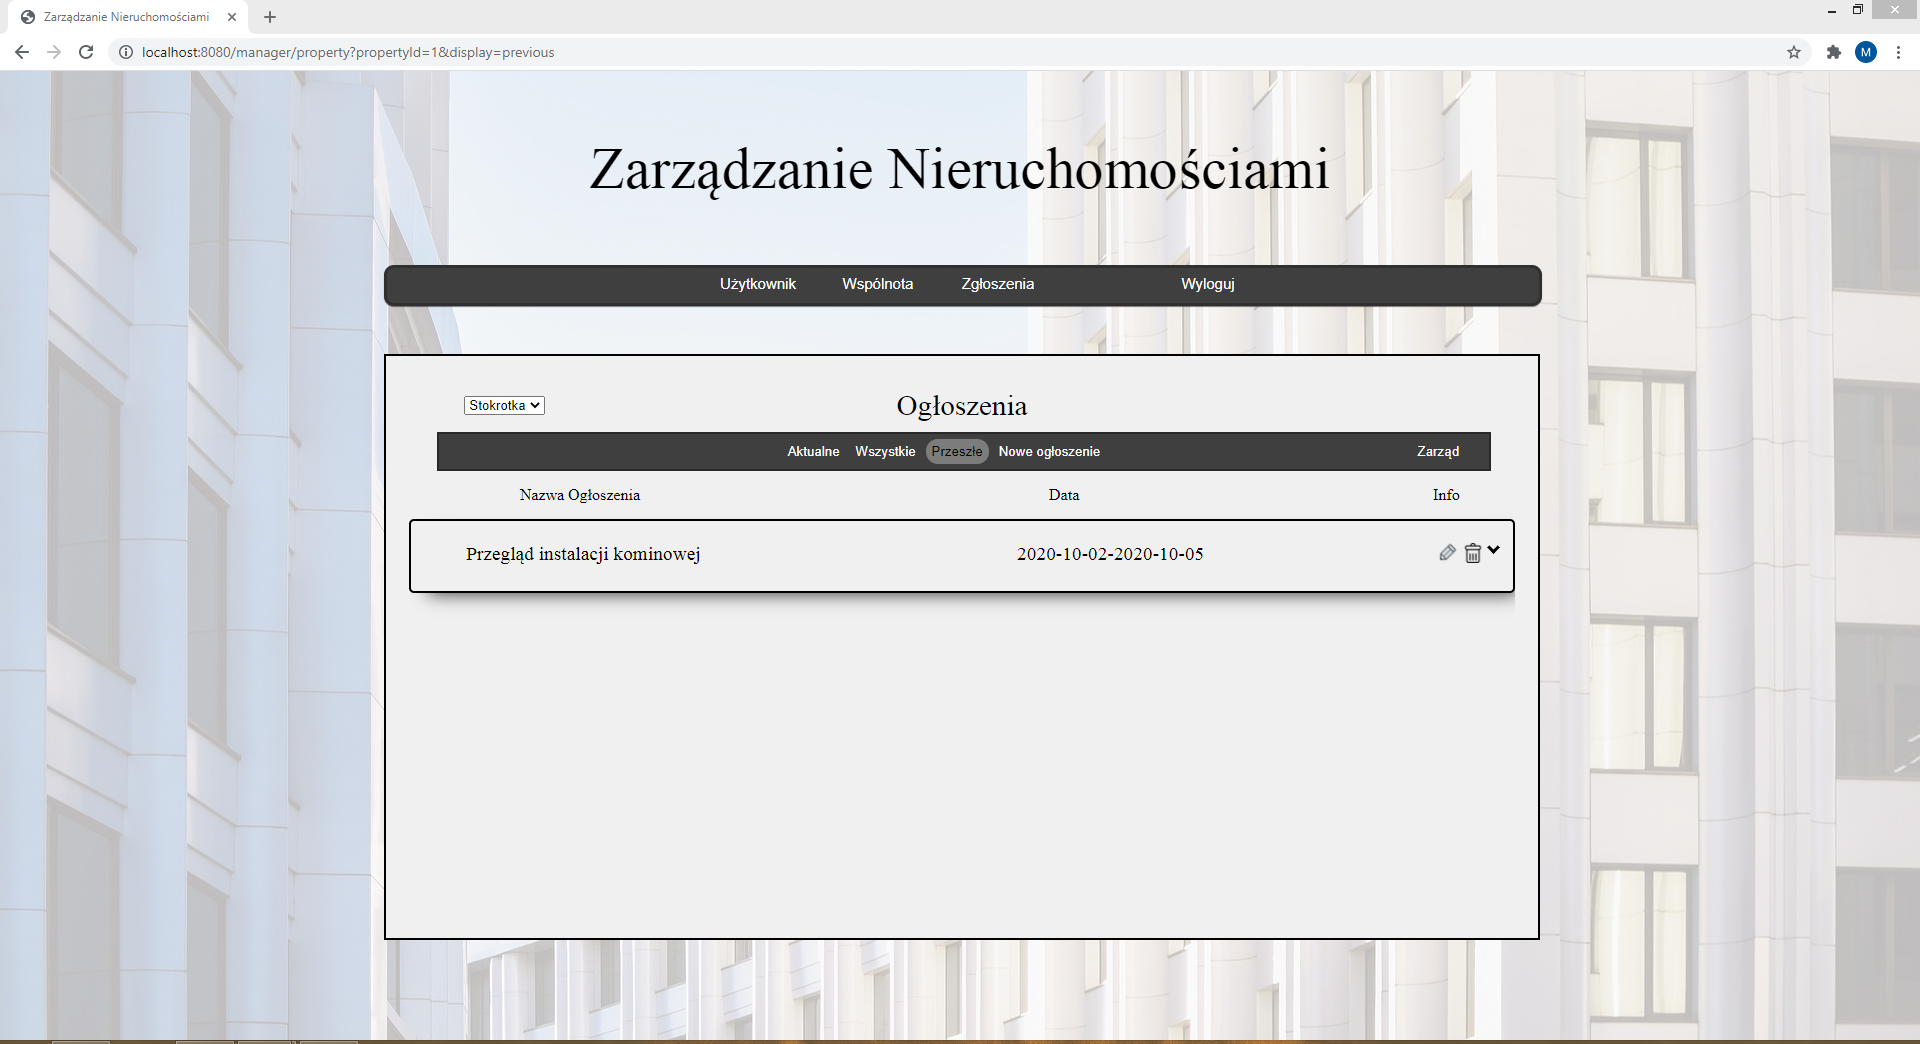 Zarządzanie Nieruchomościami
localhost:8080/manager/property?propertyId=1&display=previous
M
Zarządzanie Nieruchomościami
Użytkownik Wspólnota Zgłoszenia Wyloguj
Stokrotka Ogłoszenia
Aktualne Wszystkie Przeszłe Nowe ogłoszenie Zarząd
Nazwa Ogłoszenia Data Info
Przegląd instalacji kominowej 2020-10-02-2020-10-05